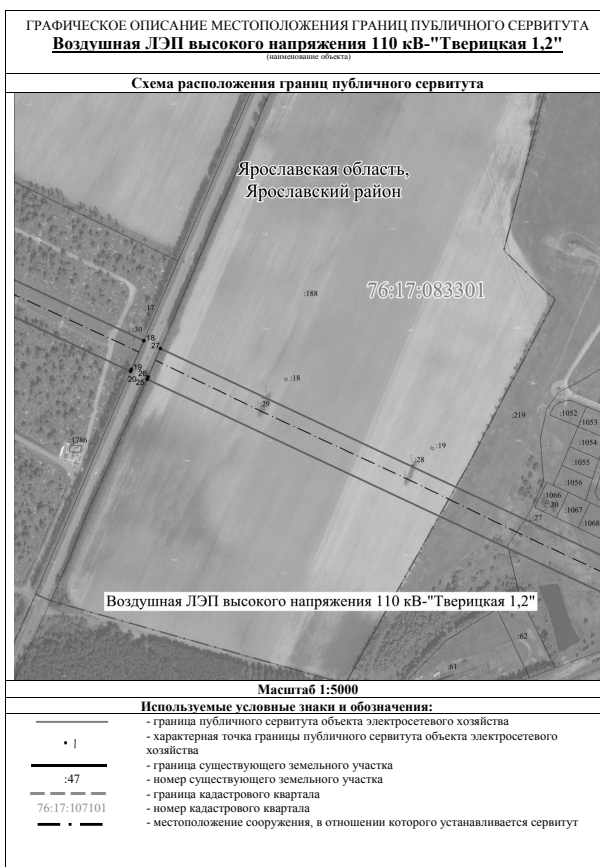 ГРАФИЧЕСКОЕ ОПИСАНИЕ МЕСТОПОЛОЖЕНИЯ ГРАНИЦ ПУБЛИЧНОГО СЕРВИТУТА
Воздушная ЛЭП высокого напряжения 110 кВ-"Тверицкая 1,2"
(наименование объекта)
Схема расположения границ публичного сервитута
Ярославская область,
Ярославский район
:188
76:17:083301
:17
:30
18
27
19
20
26
25
:18
:29
:1786
:19
:28
:219
:1052
:1053
:1054
:1055
:1056
:1066
:20
:1067
:1068
:27
:62
:61
Воздушная ЛЭП высокого напряжения 110 кВ-"Тверицкая 1,2"
Масштаб 1:5000
Используемые условные знаки и обозначения:
- граница публичного сервитута объекта электросетевого хозяйства
• 1 - характерная точка границы публичного сервитута объекта электросетевого
хозяйства
- граница существующего земельного участка
:47 - номер существующего земельного участка
- граница кадастрового квартала
76:17:107101 - номер кадастрового квартала
- местоположение сооружения, в отношении которого устанавливается сервитут